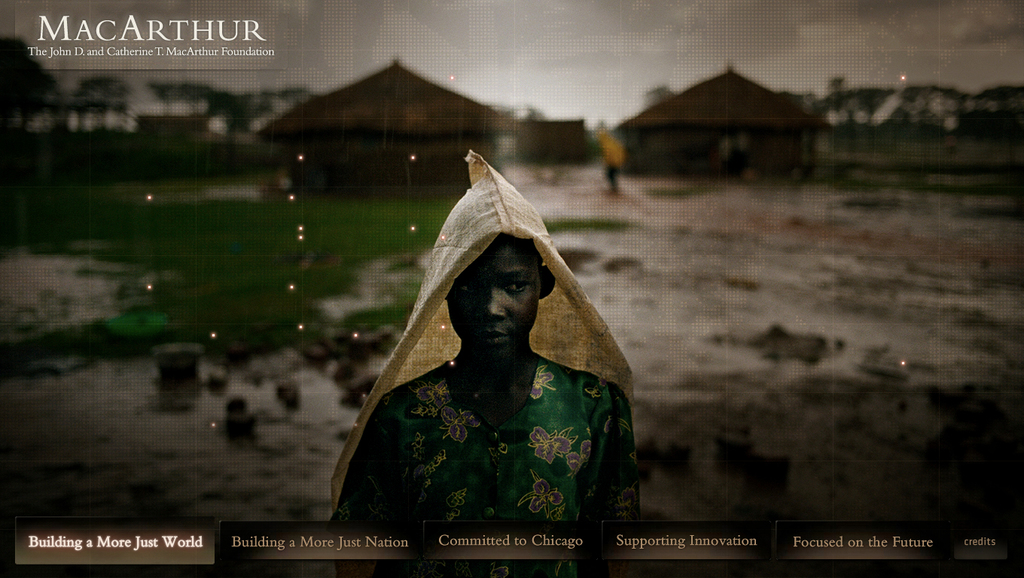 MACARTHUR
The John D. and Catherine T. MacArthur Foundation
Building a More Just World
Building a More Just Nation
Committed to Chicago
Supporting Innovation
Focused on the Future
credits